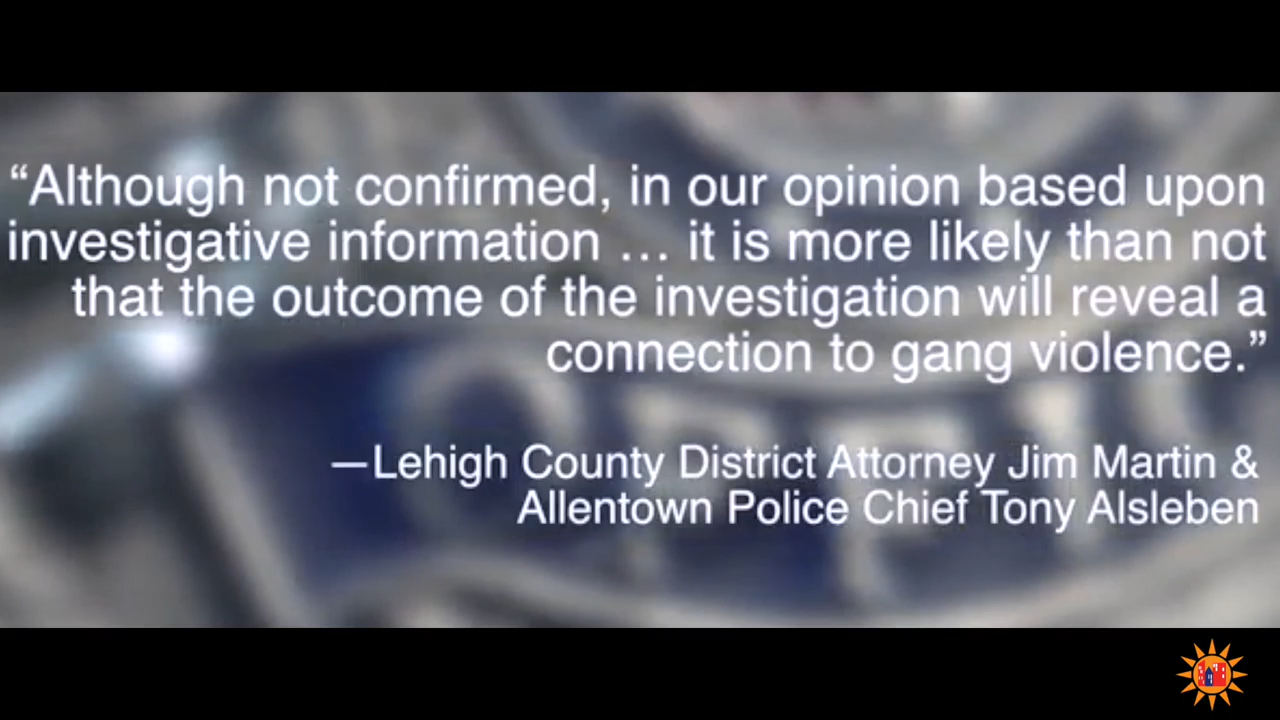 “Although not confirmed, in our opinion based upon
investigative information … it is more likely than not
that the outcome of the investigation will reveal a
connection to gang violence.”
—Lehigh County District Attorney Jim Martin &
Allentown Police Chief Tony Alsleben